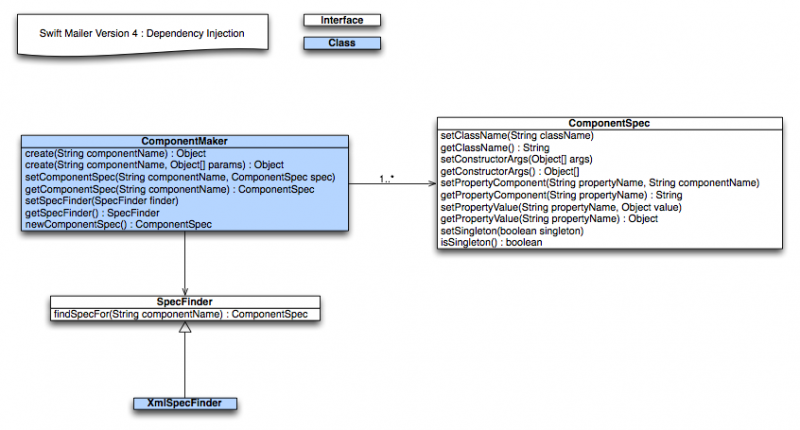 Swift Mailer Version 4 : Dependency Injection
Interface
Class
ComponentMaker
create(String componentName) : Object
create(String componentName, Object[] params) : Object
setComponentSpec(String componentName, ComponentSpec spec)
getComponentSpec(String componentName) : ComponentSpec
setSpecFinder(SpecFinder finder)
getSpecFinder() : SpecFinder
newComponentSpec() : ComponentSpec
1..*
ComponentSpec
setClassName(String className)
getClassName() : String
setConstructorArgs(Object[] args)
getConstructorArgs() : Object[]
setPropertyComponent(String propertyName, String componentName)
getPropertyComponent(String propertyName) : String
setPropertyValue(String propertyName, Object value)
getPropertyValue(String propertyName) : Object
setSingleton(boolean singleton)
isSingleton() : boolean
SpecFinder
findSpecFor(String componentName) : ComponentSpec
XmlSpecFinder